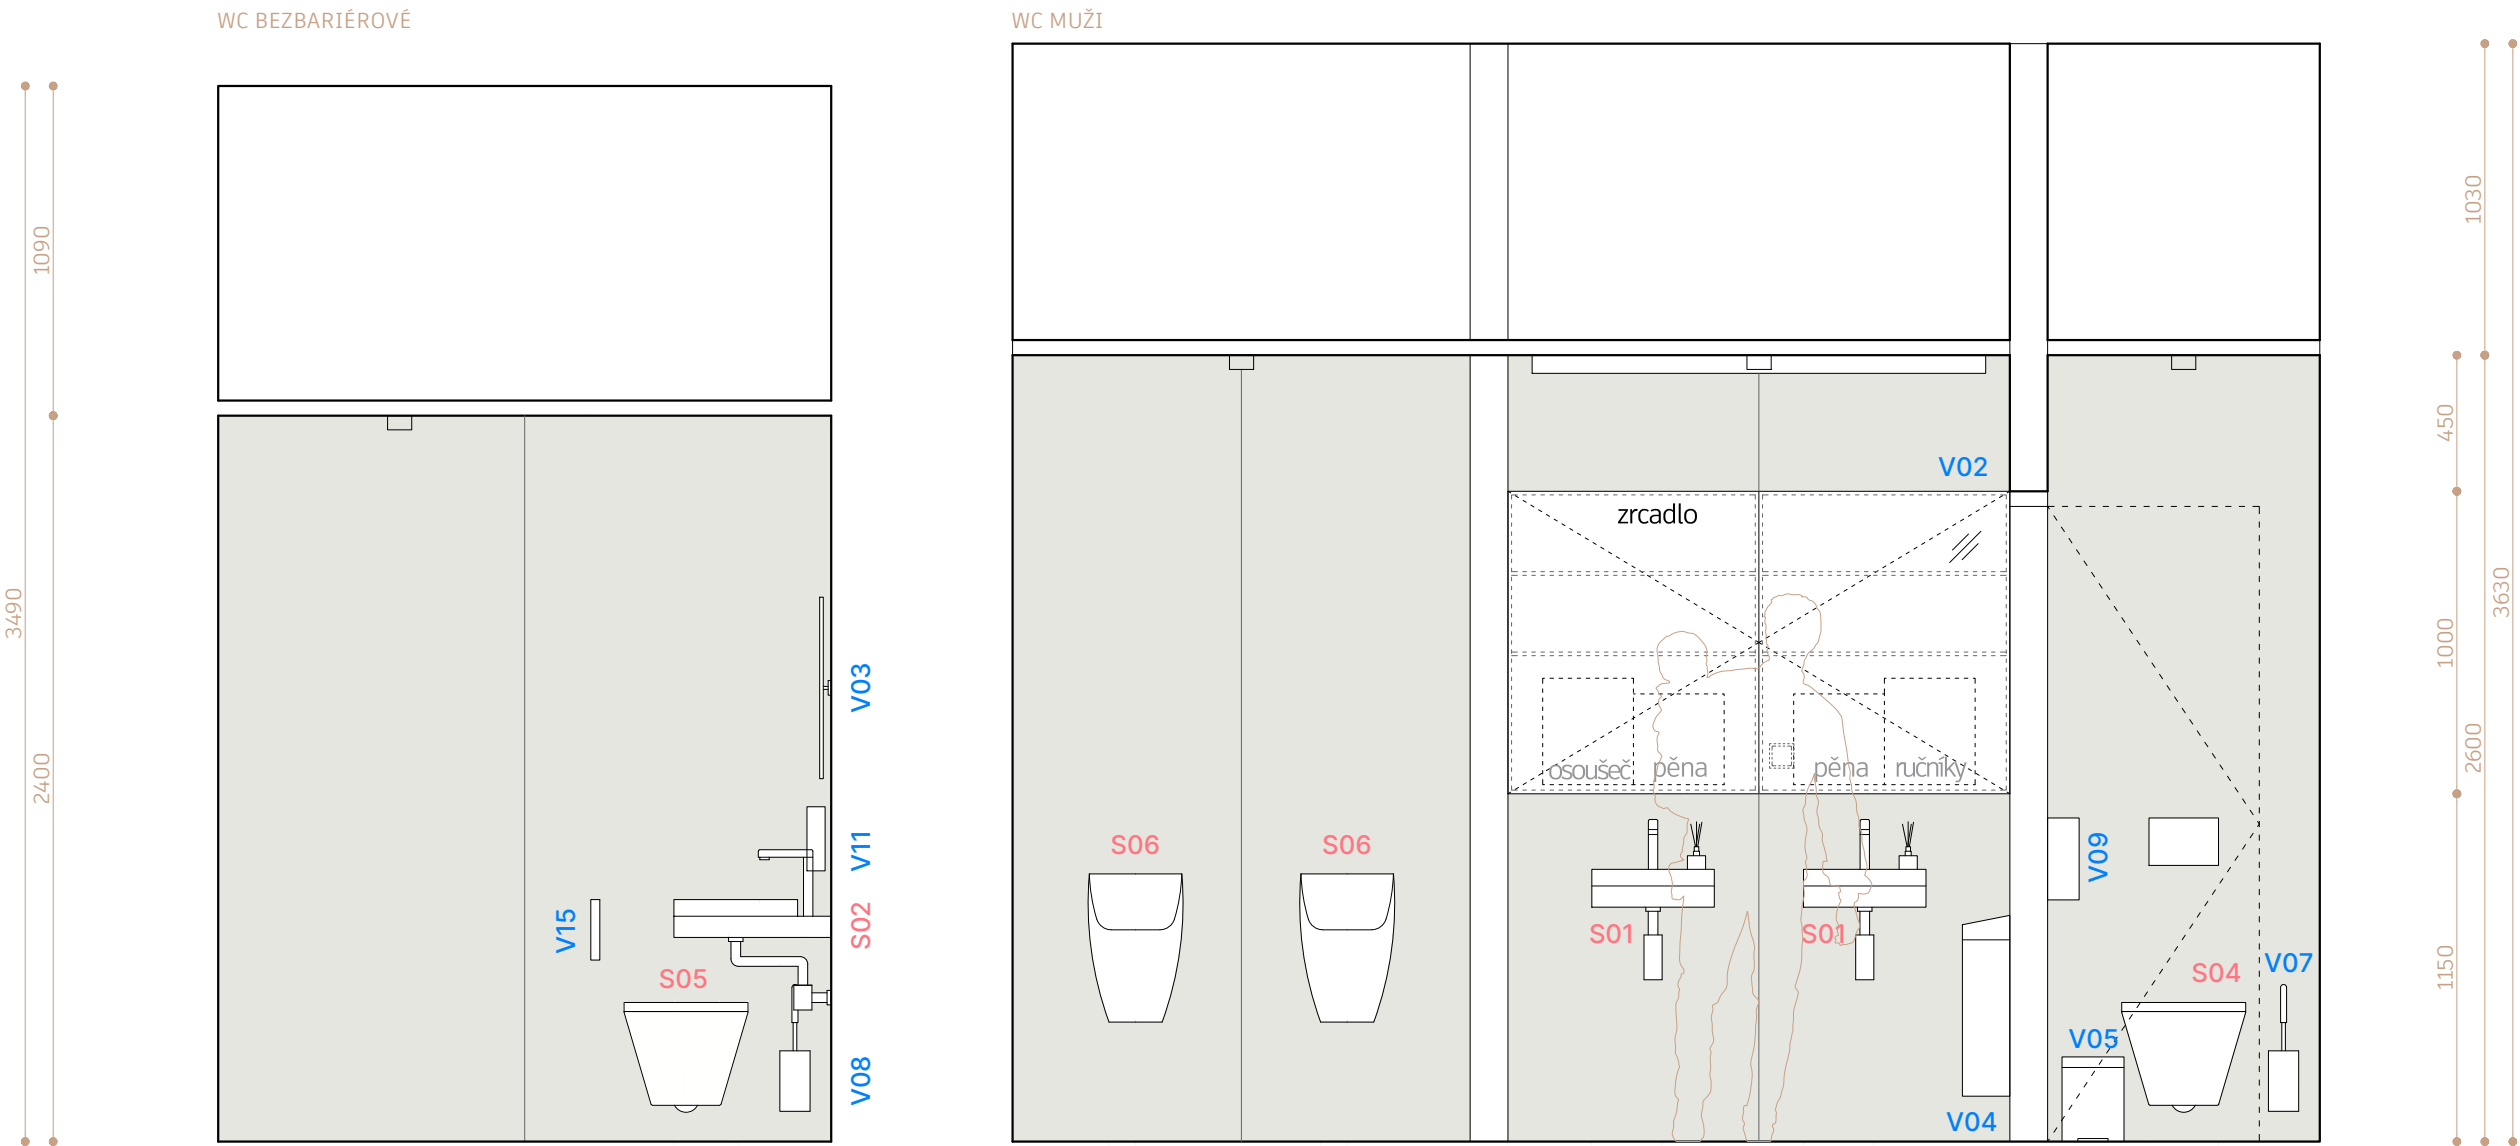 WC BEZBARIÉROVÉ
WC MUŽI
1090
3490
2400
V03
V11
S02
V15
S05
V08
S06
S06
V02
zrcadlo
osoušeč
pěna
pěna
ručníky
S01
S01
V04
V09
S04
V07
V05
1030
450
1000
3630
2600
1150